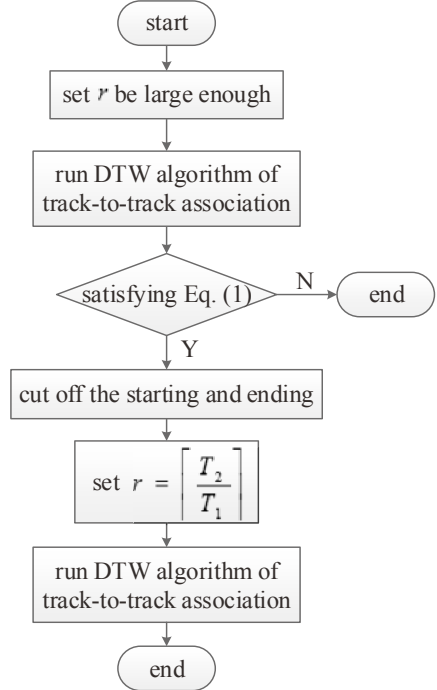 start
set r be large enough
run DTW algorithm of
track-to-track association
satisfying Eq. (1)
N
end
Y
cut off the starting and ending
set r = ⌈T₂/T₁⌉
run DTW algorithm of
track-to-track association
end